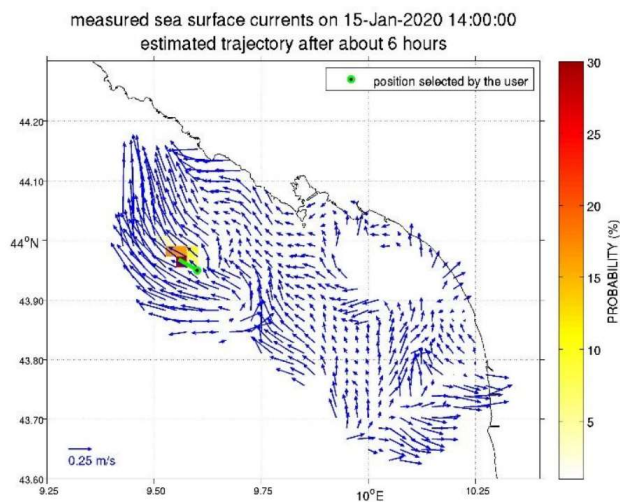 measured sea surface currents on 15-Jan-2020 14:00:00
estimated trajectory after about 6 hours
position selected by the user
44.20
44.10
44°N
43.90
43.80
43.70
43.60
0.25 m/s
9.25
9.50
9.75
10°E
10.25
30
25
20
15
10
5
PROBABILITY (%)